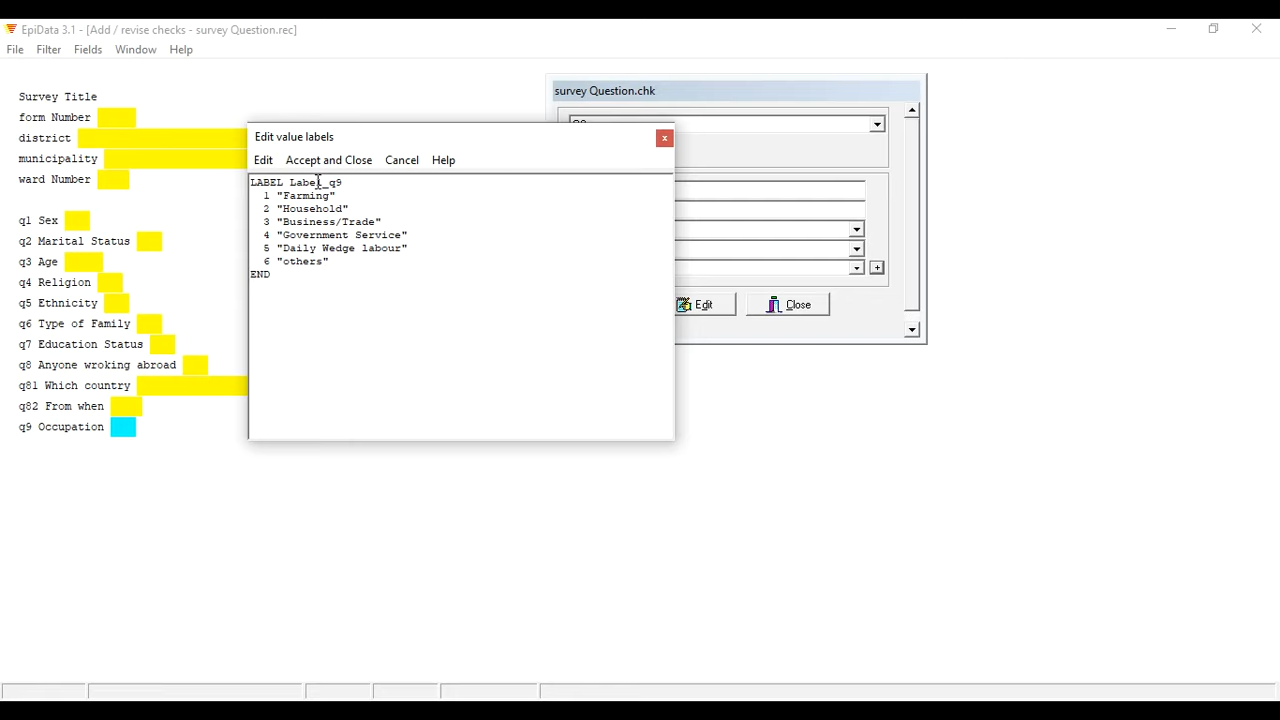 EpiData 3.1 - [Add / revise checks - survey Question.rec]
File Filter Fields Window Help
Survey Title
form Number
district
municipality
ward Number
q1 Sex
q2 Marital Status
q3 Age
q4 Religion
q5 Ethnicity
q6 Type of Family
q7 Education Status
q8 Anyone wroking abroad
q81 Which country
q82 From when
q9 Occupation
survey Question.chk
+
Edit
Close
Edit value labels
x
Edit Accept and Close Cancel Help
LABEL Label_q9
1 "Farming"
2 "Household"
3 "Business/Trade"
4 "Government Service"
5 "Daily Wedge labour"
6 "others"
END